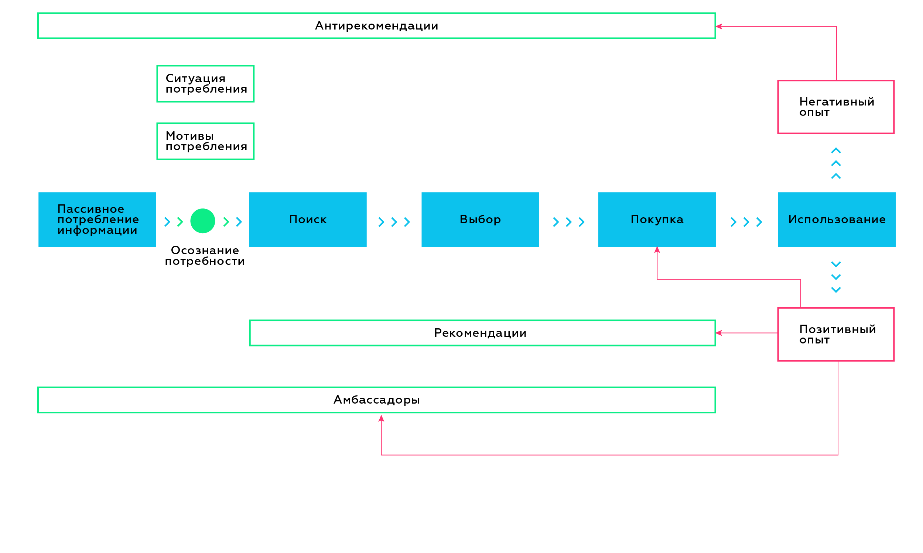 Антирекомендации
Ситуация
потребления
Мотивы
потребления
Негативный
опыт
Пассивное
потребление
информации
Осознание
потребности
Поиск
Выбор
Покупка
Использование
Рекомендации
Позитивный
опыт
Амбассадоры